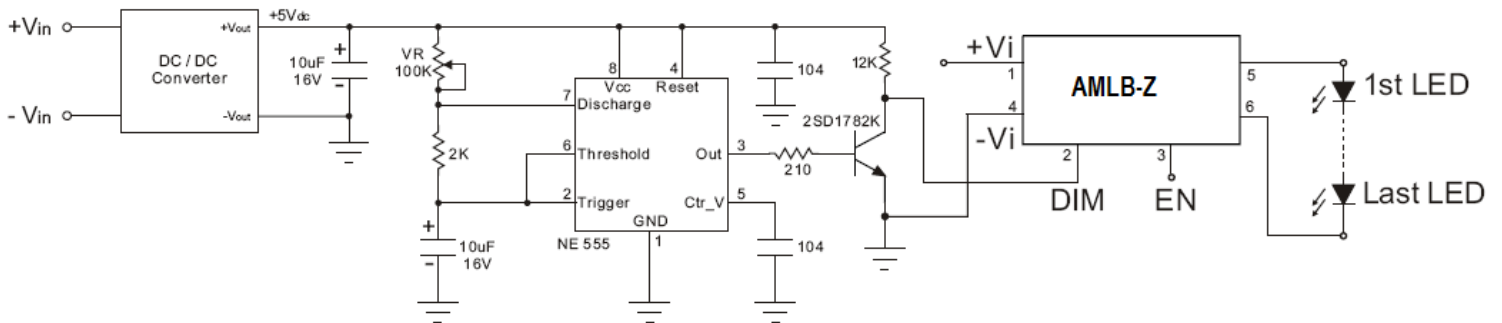 +Vin
- Vin
+Vout
DC / DC
Converter
-Vout
+5Vdc
+
10uF
16V
-
VR
100K
2K
+
10uF
16V
-
8
4
Vcc
Reset
7
Discharge
6
Threshold
Out
3
2
Trigger
Ctr_V
5
GND
NE 555
1
104
104
210
12K
2SD1782K
+Vi
1
4
-Vi
AMLB-Z
5
6
2
3
DIM
EN
1st LED
Last LED